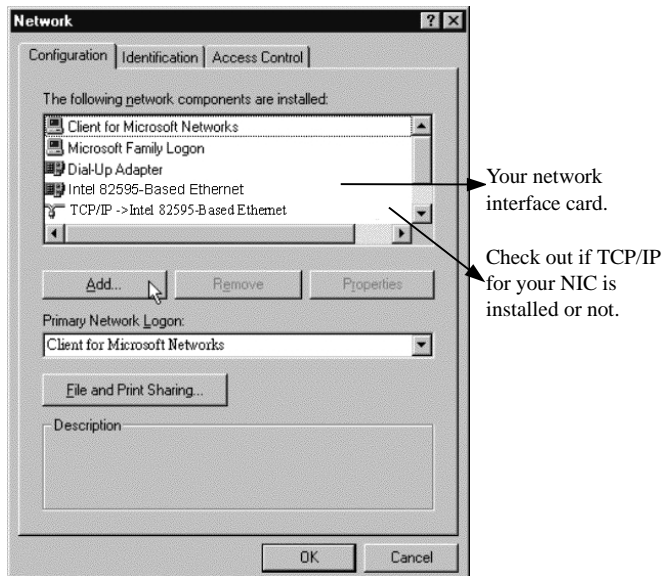 Network
Configuration Identification Access Control
The following network components are installed:
Client for Microsoft Networks
Microsoft Family Logon
Dial-Up Adapter
Intel 82595-Based Ethernet
TCP/IP ->Intel 82595-Based Ethernet
Your network
interface card.
Check out if TCP/IP
for your NIC is
installed or not.
Add... Remove Properties
Primary Network Logon:
Client for Microsoft Networks
File and Print Sharing...
Description
OK Cancel